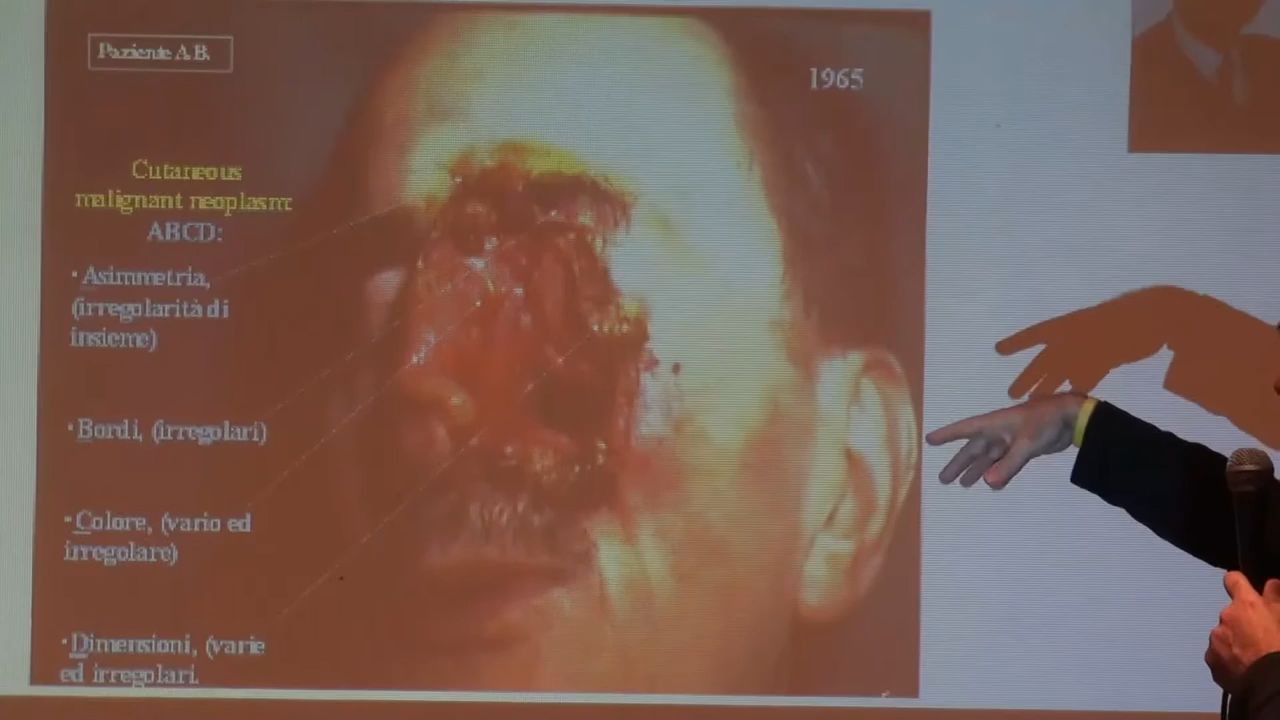 Paziente A.B.
1965
Cutaneous
malignant neoplasm
ABCD:
· Asimmetria,
(irregolarità di
insieme)
· Bordi, (irregolari)
· Colore, (vario ed
irregolare)
· Dimensioni, (varie
ed irregolari.